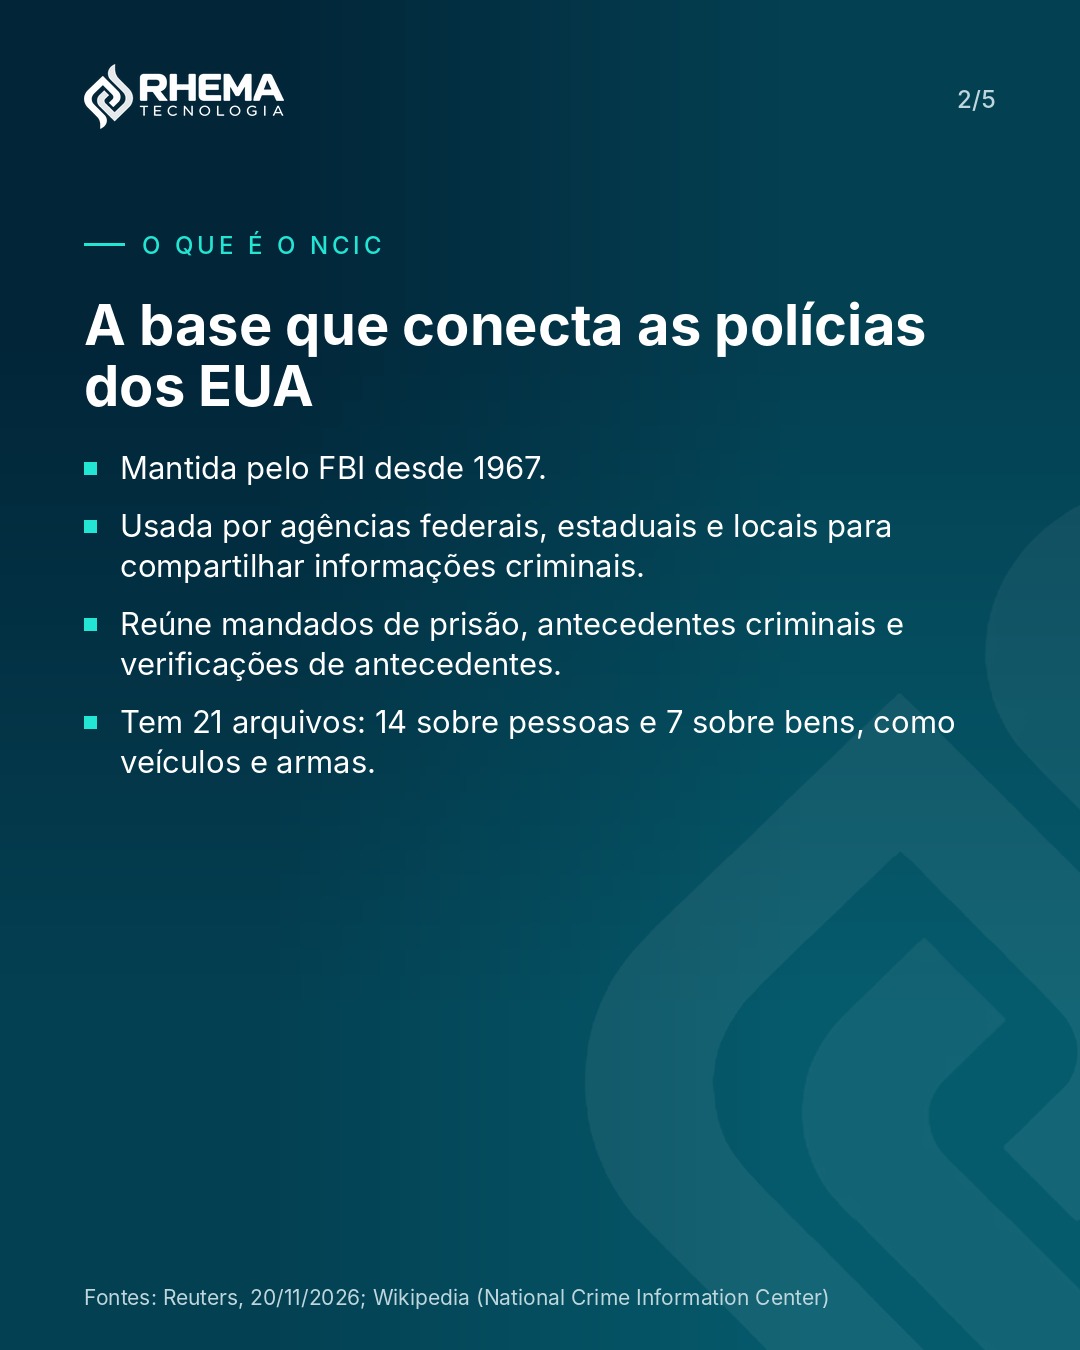 RHEMA
TECNOLOGIA
2/5
O QUE É O NCIC
A base que conecta as polícias
dos EUA
Mantida pelo FBI desde 1967.
Usada por agências federais, estaduais e locais para
compartilhar informações criminais.
Reúne mandados de prisão, antecedentes criminais e
verificações de antecedentes.
Tem 21 arquivos: 14 sobre pessoas e 7 sobre bens, como
veículos e armas.
Fontes: Reuters, 20/11/2026; Wikipedia (National Crime Information Center)